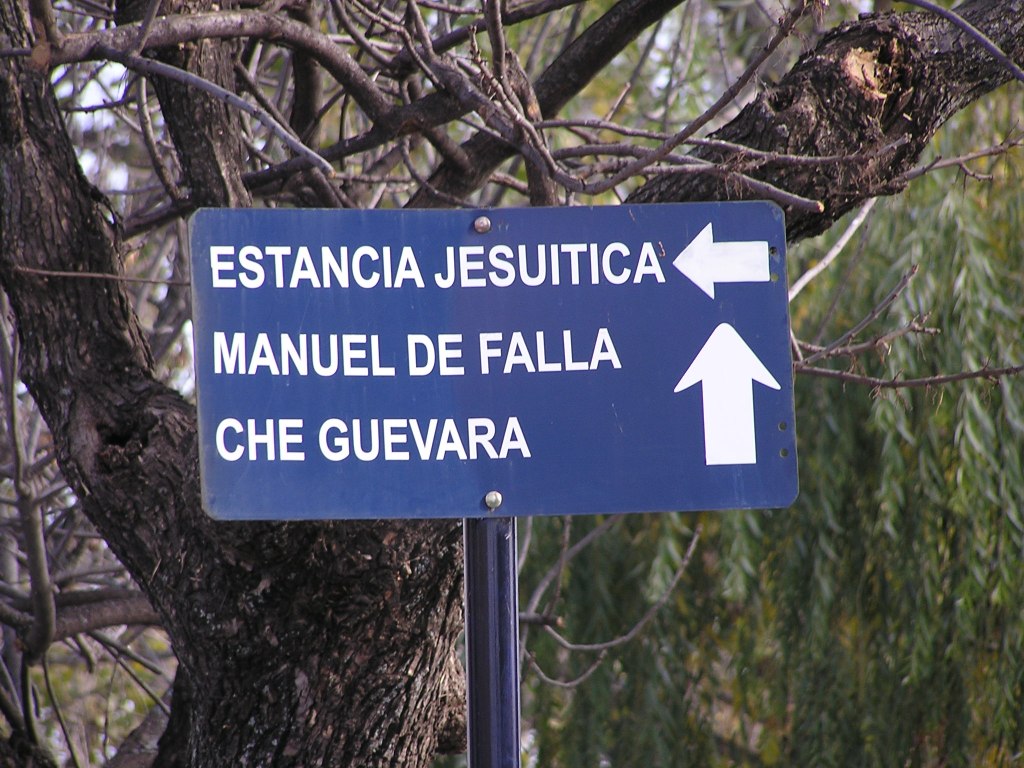 ESTANCIA JESUITICA
MANUEL DE FALLA
CHE GUEVARA